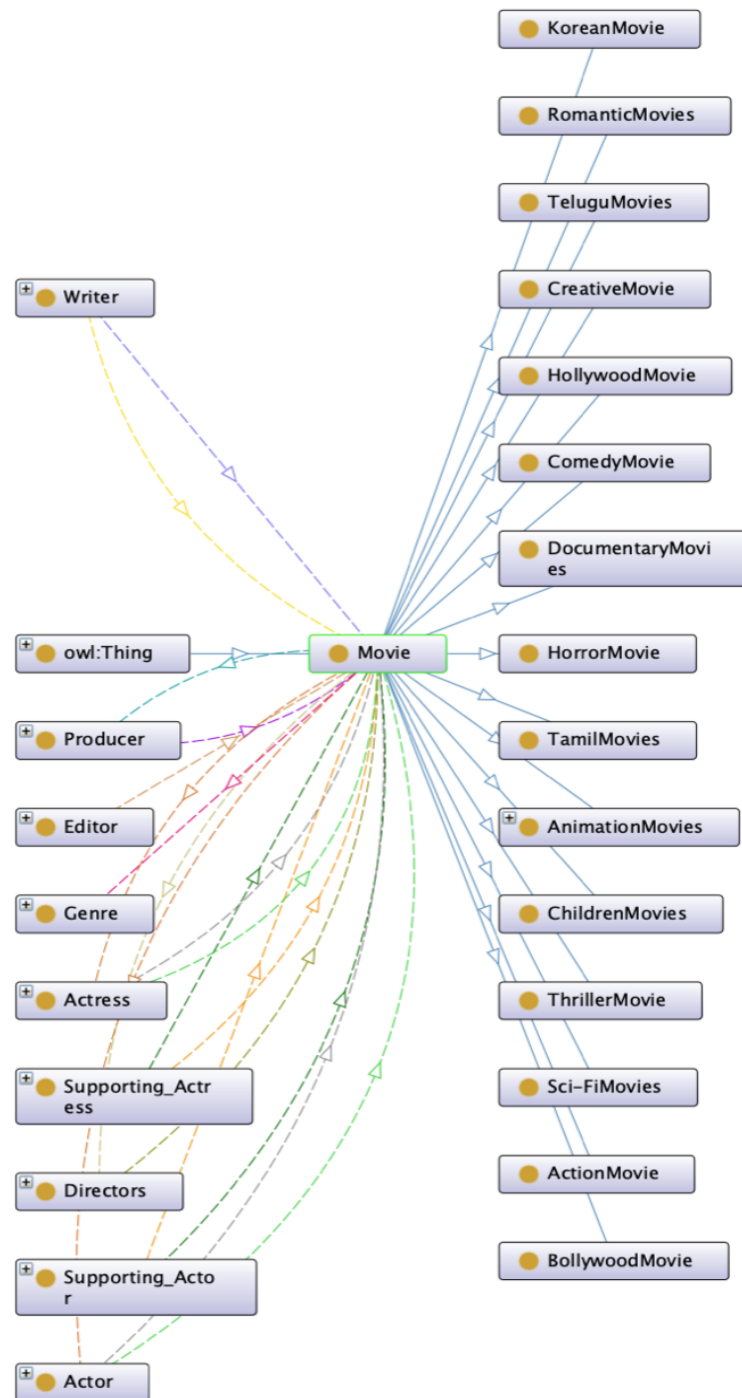 KoreanMovie
RomanticMovies
TeluguMovies
Writer
CreativeMovie
HollywoodMovie
ComedyMovie
DocumentaryMovi
es
owl:Thing
Movie
HorrorMovie
Producer
TamilMovies
Editor
AnimationMovies
Genre
ChildrenMovies
Actress
ThrillerMovie
Supporting_Actr
ess
Sci-FiMovies
Directors
ActionMovie
Supporting_Acto
r
BollywoodMovie
Actor